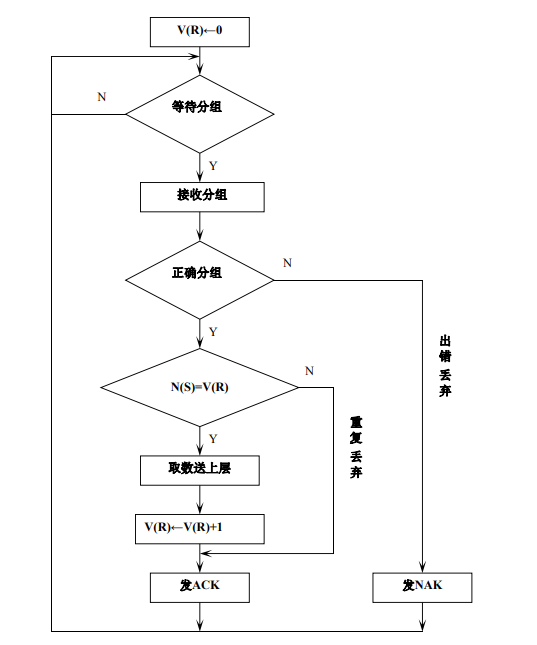 V(R)←0
N
等待分组
Y
接收分组
正确分组
N
Y
出错丢弃
N(S)=V(R)
N
Y
重复丢弃
取数送上层
V(R)←V(R)+1
发ACK
发NAK